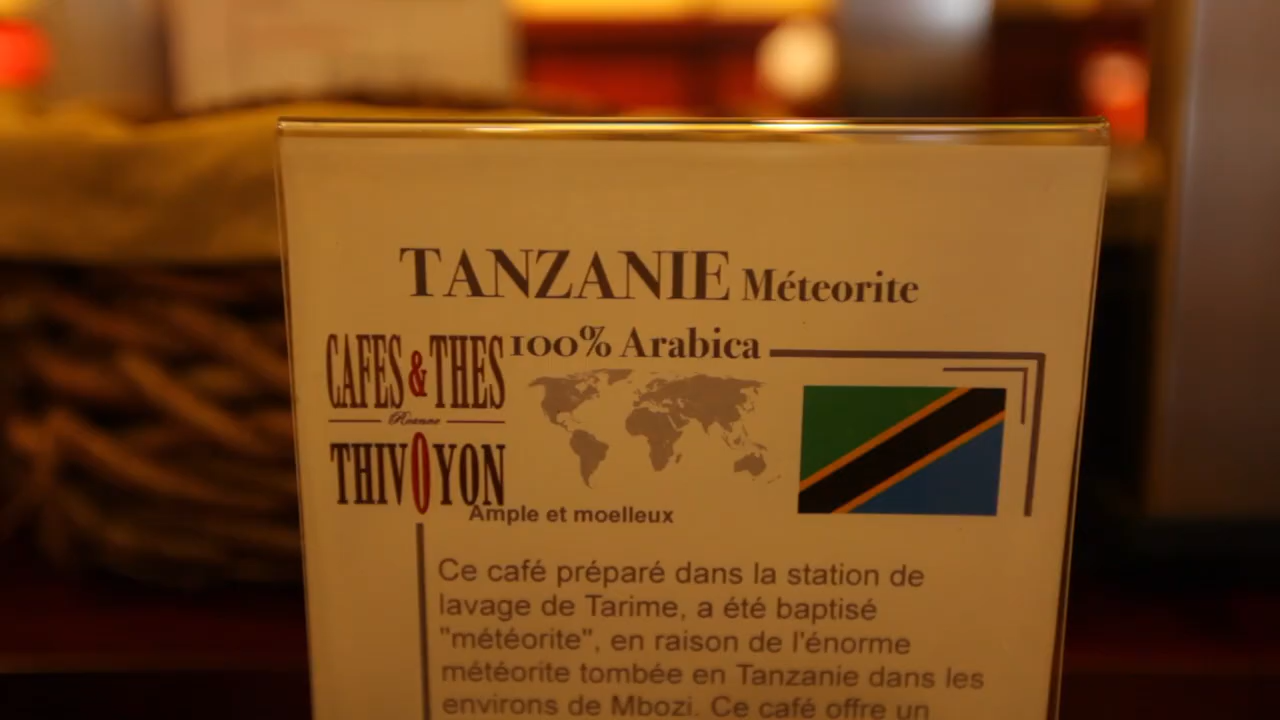 TANZANIE Méteorite
100% Arabica
CAFES & THES
Roanne
THIVOYON
Ample et moelleux
Ce café préparé dans la station de
lavage de Tarime, a été baptisé
"météorite", en raison de l'énorme
météorite tombée en Tanzanie dans les
environs de Mbozi. Ce café offre un